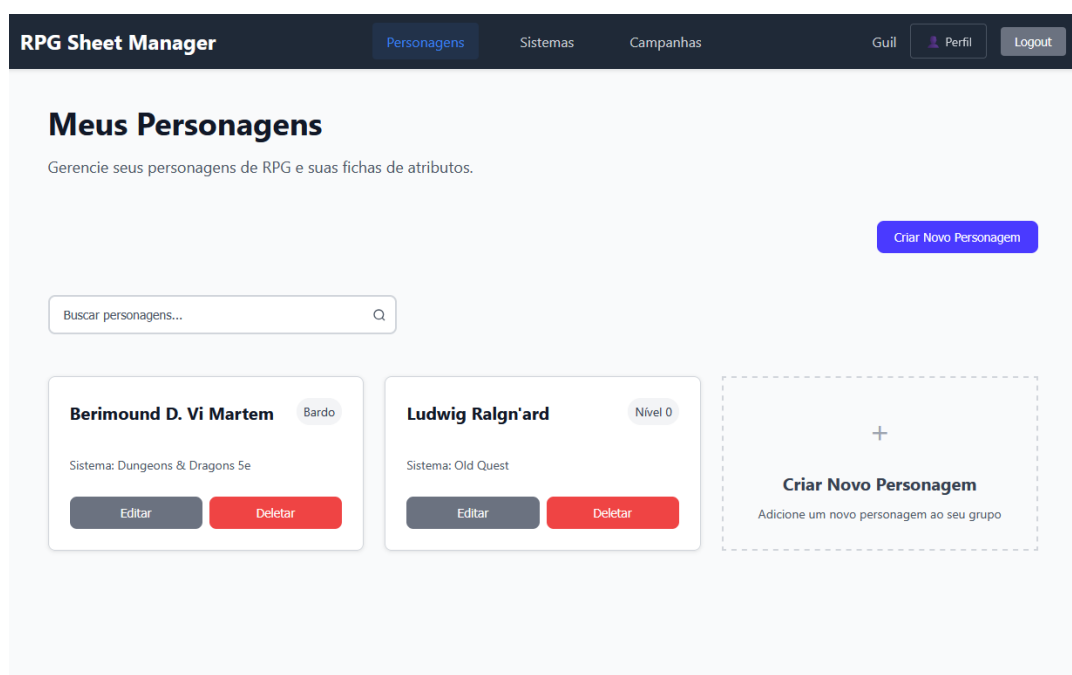 RPG Sheet Manager Personagens Sistemas Campanhas Guil Perfil Logout
Meus Personagens
Gerencie seus personagens de RPG e suas fichas de atributos.
Criar Novo Personagem
Buscar personagens...
Berimound D. Vi Martem Bardo
Sistema: Dungeons & Dragons 5e
Editar Deletar
Ludwig Ralgn'ard Nível 0
Sistema: Old Quest
Editar Deletar
+
Criar Novo Personagem
Adicione um novo personagem ao seu grupo